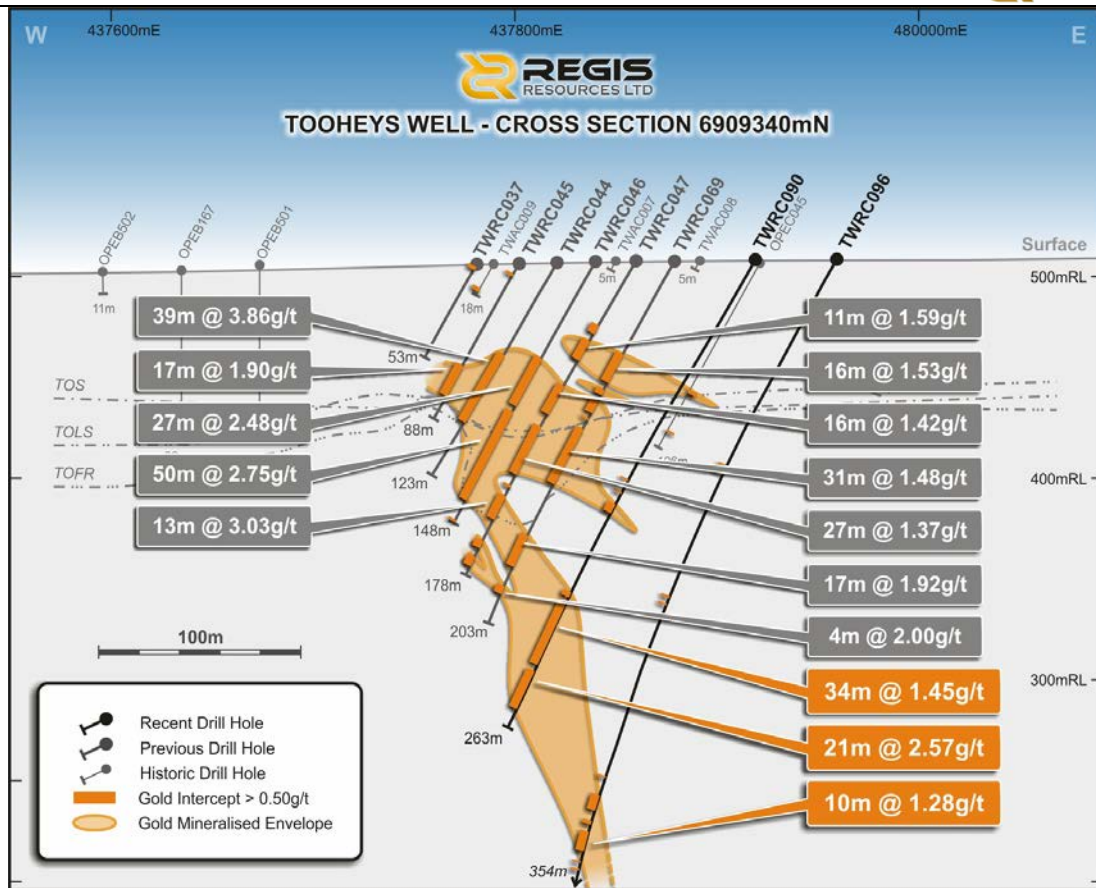 W
437600mE
437800mE
480000mE
E
REGIS
RESOURCES LTD
TOOHEYS WELL - CROSS SECTION 6909340mN
OPEB502
OPEB167
OPEB501
TWRC037
TWAC009
TWRC045
TWRC044
TWRC046
TWAC007
TWRC047
TWRC069
TWAC008
TWRC090
OPEC045
TWRC096
Surface
500mRL
11m
18m
5m
5m
39m @ 3.86g/t
11m @ 1.59g/t
53m
17m @ 1.90g/t
16m @ 1.53g/t
TOS
27m @ 2.48g/t
16m @ 1.42g/t
88m
TOLS
TOFR
50m @ 2.75g/t
31m @ 1.48g/t
400mRL
123m
13m @ 3.03g/t
27m @ 1.37g/t
148m
178m
17m @ 1.92g/t
203m
4m @ 2.00g/t
100m
34m @ 1.45g/t
300mRL
263m
21m @ 2.57g/t
10m @ 1.28g/t
354m
Recent Drill Hole
Previous Drill Hole
Historic Drill Hole
Gold Intercept > 0.50g/t
Gold Mineralised Envelope